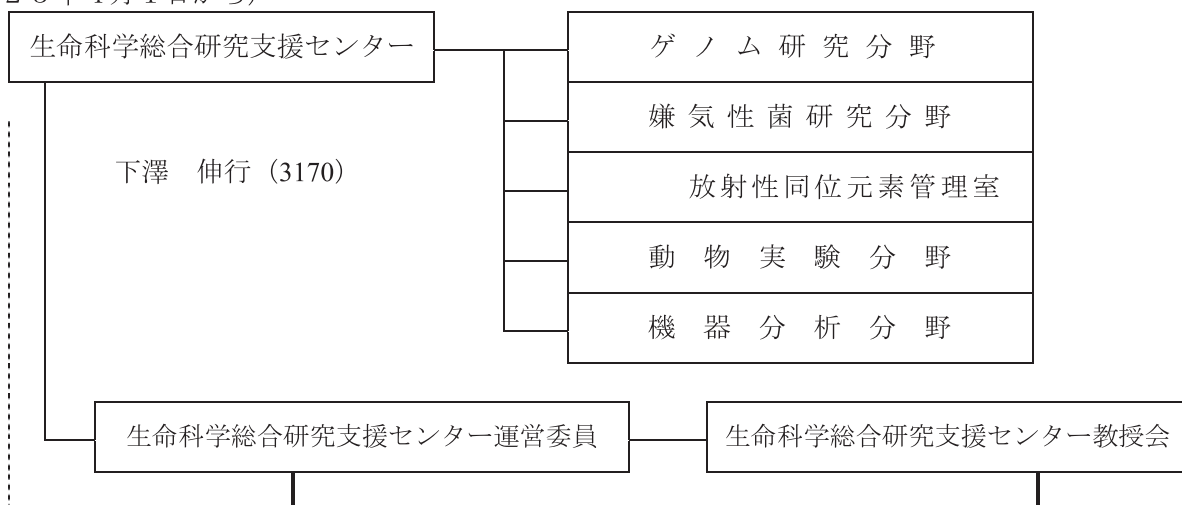 生命科学総合研究支援センター
ゲノム研究分野
嫌気性菌研究分野
下澤　伸行（3170）
放射性同位元素管理室
動物実験分野
機器分析分野
生命科学総合研究支援センター運営委員
生命科学総合研究支援センター教授会